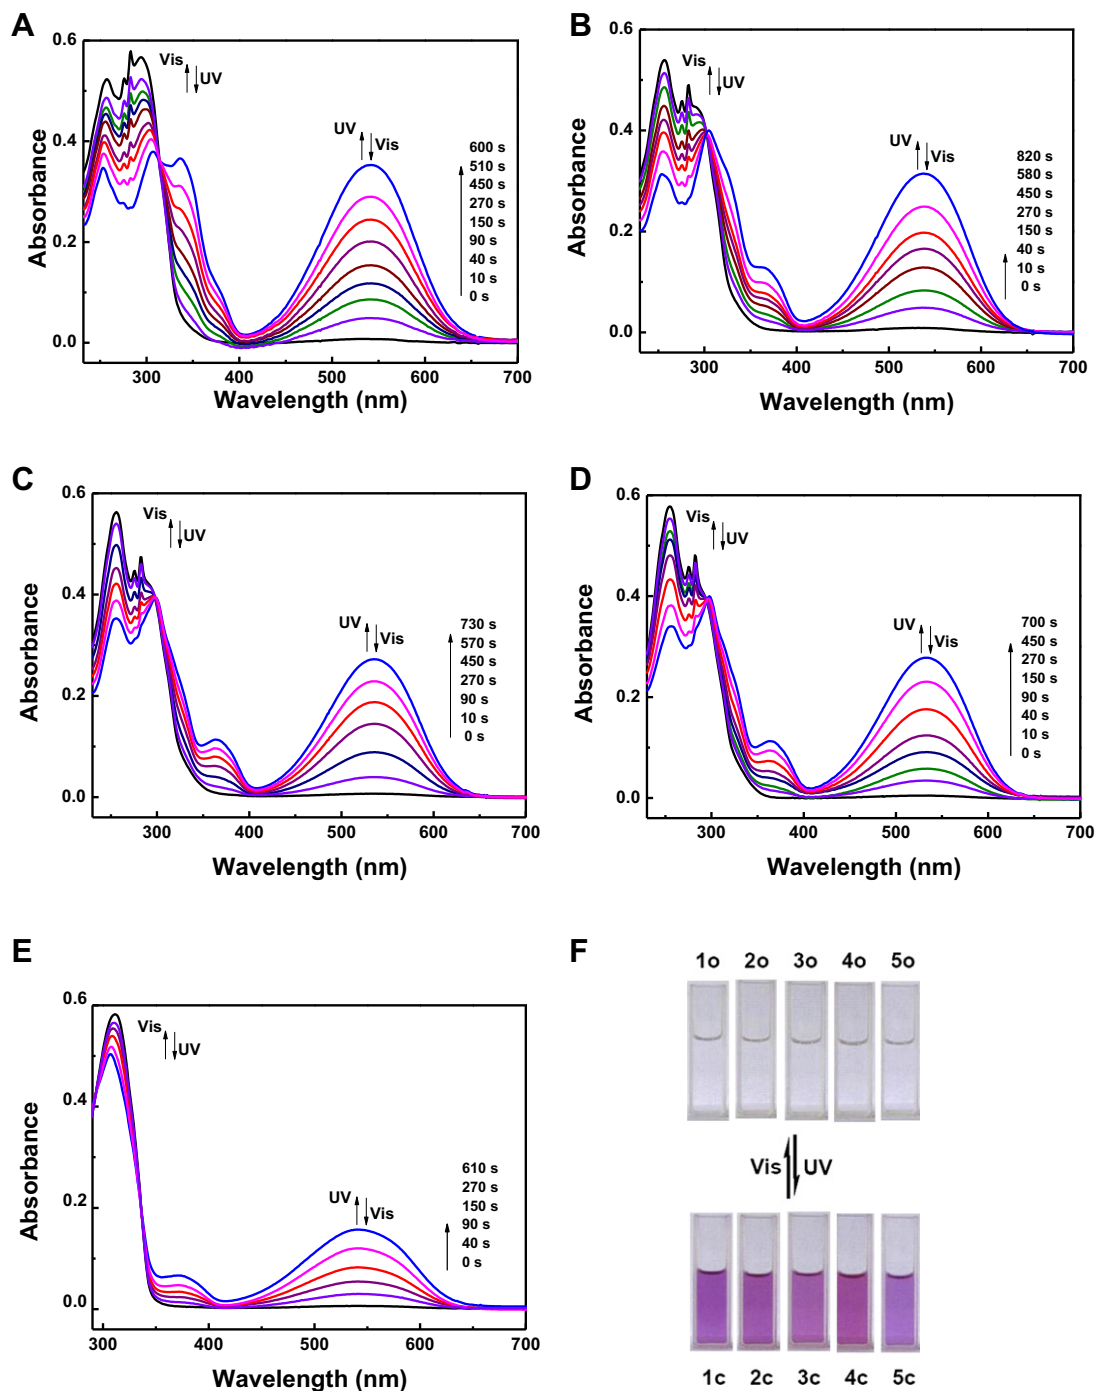 A
0.6
0.4
0.2
0.0
Absorbance
Vis
UV
UV
Vis
600 s
510 s
450 s
270 s
150 s
90 s
40 s
10 s
0 s
300 400 500 600 700
Wavelength (nm)
B
0.6
0.4
0.2
0.0
Absorbance
Vis
UV
UV
Vis
820 s
580 s
450 s
270 s
150 s
40 s
10 s
0 s
300 400 500 600 700
Wavelength (nm)
C
0.6
0.4
0.2
0.0
Absorbance
Vis
UV
UV
Vis
730 s
570 s
450 s
270 s
90 s
10 s
0 s
300 400 500 600 700
Wavelength (nm)
D
0.6
0.4
0.2
0.0
Absorbance
Vis
UV
UV
Vis
700 s
450 s
270 s
150 s
90 s
40 s
10 s
0 s
300 400 500 600 700
Wavelength (nm)
E
0.6
0.4
0.2
0.0
Absorbance
Vis
UV
UV
Vis
610 s
270 s
150 s
90 s
40 s
0 s
300 400 500 600 700
Wavelength (nm)
F
1o 2o 3o 4o 5o
Vis UV
1c 2c 3c 4c 5c